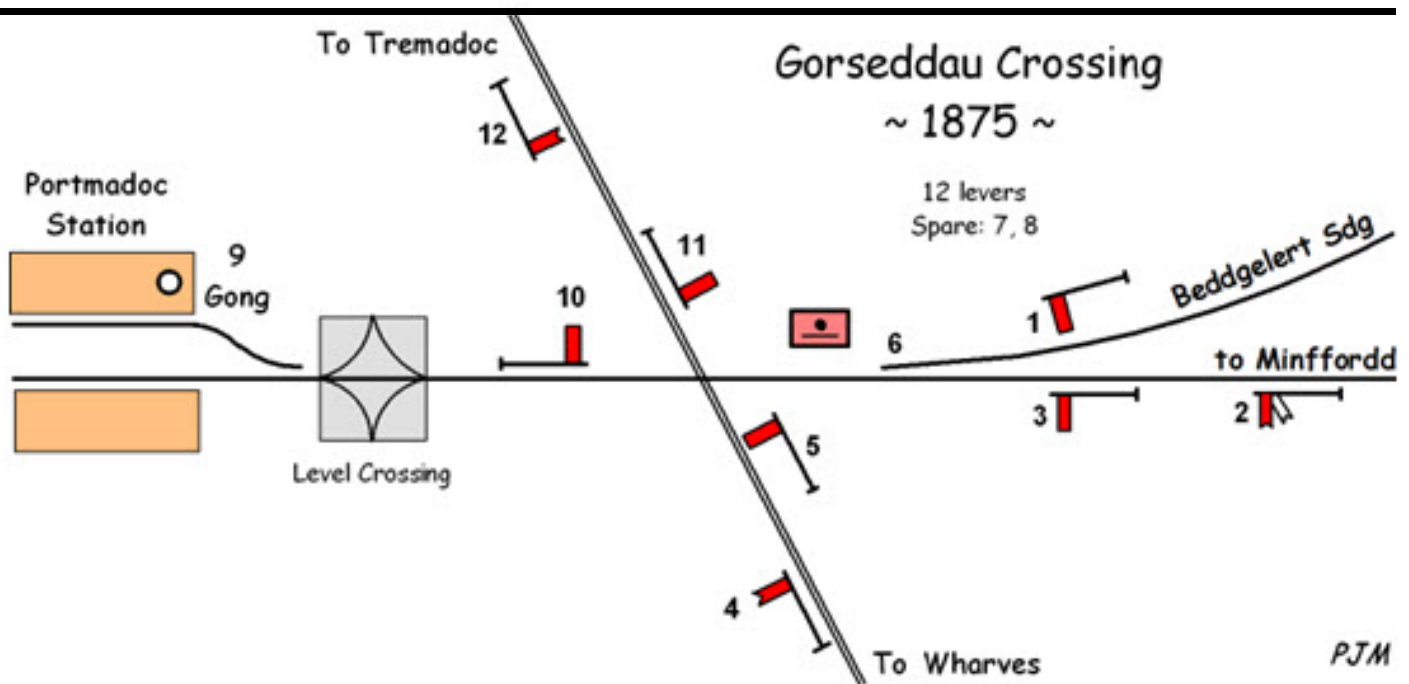 To Tremadoc
Gorseddau Crossing
~ 1875 ~
12
12 levers
Spare: 7, 8
Portmadoc
Station
9
Gong
11
10
Beddgelert Sdg
1
6
to Minffordd
3
2
5
Level Crossing
4
To Wharves
PJM